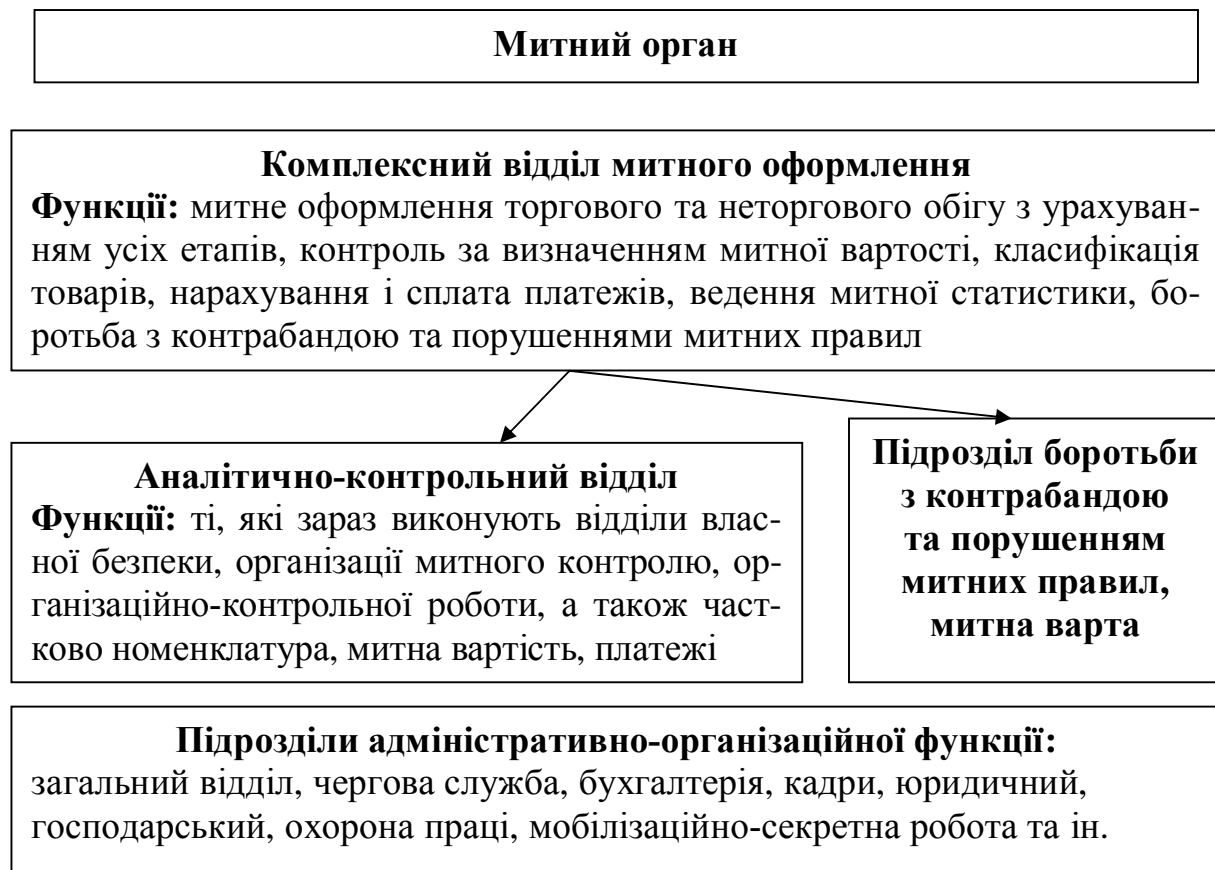 Митний орган
Комплексний відділ митного оформлення
Функції: митне оформлення торгового та неторгового обігу з урахуван-
ням усіх етапів, контроль за визначенням митної вартості, класифікація
товарів, нарахування і сплата платежів, ведення митної статистики, бо-
ротьба з контрабандою та порушеннями митних правил
Аналітично-контрольний відділ
Функції: ті, які зараз виконують відділи влас-
ної безпеки, організації митного контролю, ор-
ганізаційно-контрольної роботи, а також част-
ково номенклатура, митна вартість, платежі
Підрозділ боротьби
з контрабандою
та порушенням
митних правил,
митна варта
Підрозділи адміністративно-організаційної функції:
загальний відділ, чергова служба, бухгалтерія, кадри, юридичний,
господарський, охорона праці, мобілізаційно-секретна робота та ін.